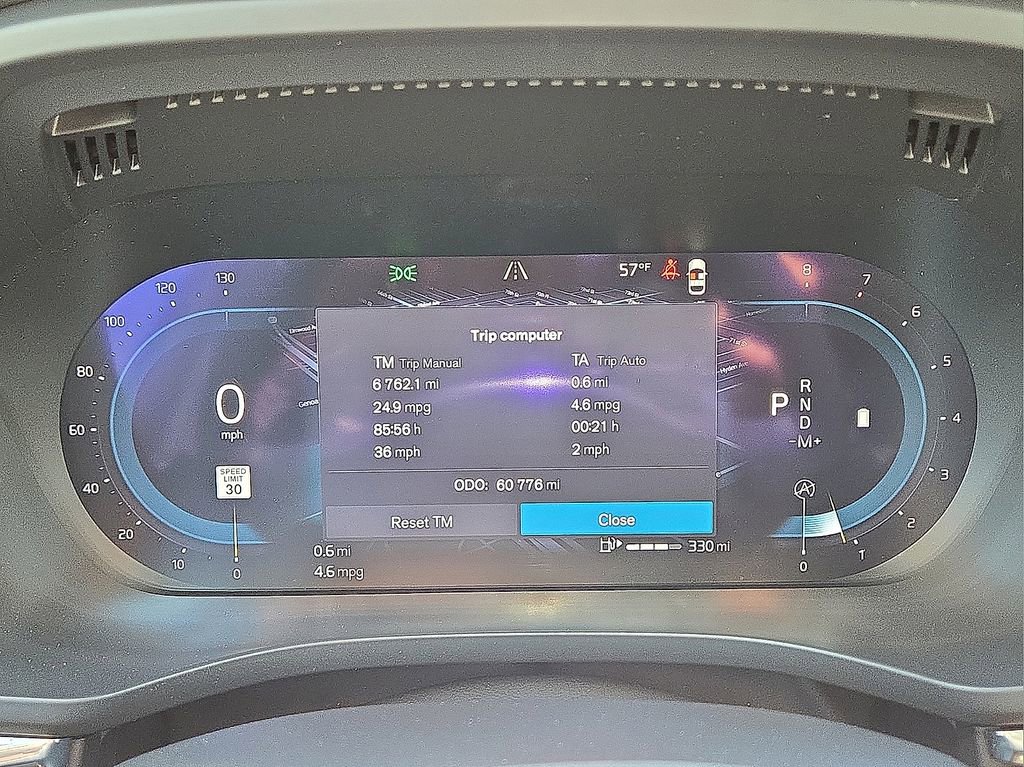 130
120
100
80
60
40
20
10
0
0
mph
SPEED
LIMIT
30
57°F
Trip computer
TM Trip Manual
6 762.1 mi
24.9 mpg
85:56 h
36 mph
TA Trip Auto
0.6 mi
4.6 mpg
00:21 h
2 mph
ODO: 60 776 mi
Reset TM
Close
0.6 mi
4.6 mpg
330 mi
P
R
N
D
-M+
A
8
7
6
5
4
3
2
1
0